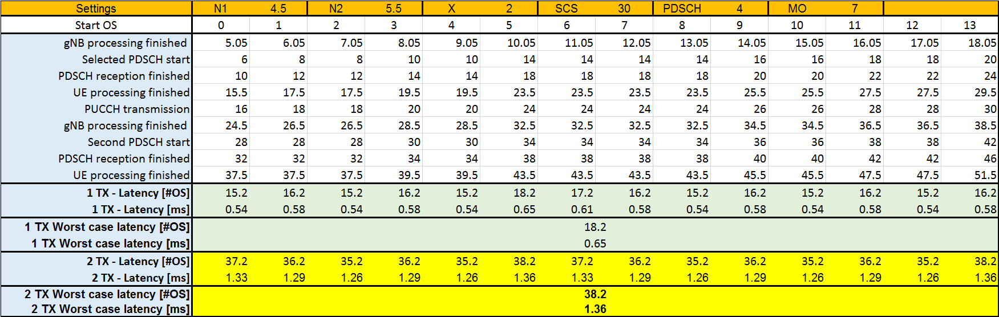 Settings N1 4.5 N2 5.5 X 2 SCS 30 PDSCH 4 MO 7
Start OS 0 1 2 3 4 5 6 7 8 9 10 11 12 13
gNB processing finished 5.05 6.05 7.05 8.05 9.05 10.05 11.05 12.05 13.05 14.05 15.05 16.05 17.05 18.05
Selected PDSCH start 6 8 8 10 10 14 14 14 14 16 16 18 18 20
PDSCH reception finished 10 12 12 14 14 18 18 18 18 20 20 22 22 24
UE processing finished 15.5 17.5 17.5 19.5 19.5 23.5 23.5 23.5 23.5 25.5 25.5 27.5 27.5 29.5
PUCCH transmission 16 18 18 20 20 24 24 24 24 26 26 28 28 30
gNB processing finished 24.5 26.5 26.5 28.5 28.5 32.5 32.5 32.5 32.5 34.5 34.5 36.5 36.5 38.5
Second PDSCH start 28 28 28 30 30 34 34 34 34 36 36 38 38 42
PDSCH reception finished 32 32 32 34 34 38 38 38 38 40 40 42 42 46
UE processing finished 37.5 37.5 37.5 39.5 39.5 43.5 43.5 43.5 43.5 45.5 45.5 47.5 47.5 51.5
1 TX - Latency [#OS] 15.2 16.2 15.2 16.2 15.2 18.2 17.2 16.2 15.2 16.2 15.2 16.2 15.2 16.2
1 TX - Latency [ms] 0.54 0.58 0.54 0.58 0.54 0.65 0.61 0.58 0.54 0.58 0.54 0.58 0.54 0.58
1 TX Worst case latency [#OS] 18.2
1 TX Worst case latency [ms] 0.65
2 TX - Latency [#OS] 37.2 36.2 35.2 36.2 35.2 38.2 37.2 36.2 35.2 36.2 35.2 36.2 35.2 38.2
2 TX - Latency [ms] 1.33 1.29 1.26 1.29 1.26 1.36 1.33 1.29 1.26 1.29 1.26 1.29 1.26 1.36
2 TX Worst case latency [#OS] 38.2
2 TX Worst case latency [ms] 1.36